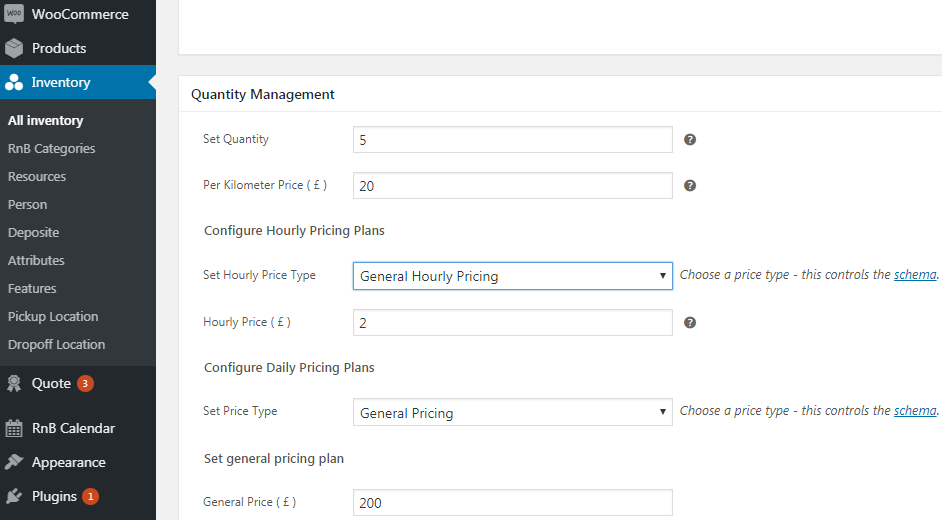 WOO
WooCommerce
Products
Inventory
All inventory
RnB Categories
Resources
Person
Deposite
Attributes
Features
Pickup Location
Dropoff Location
Quote 3
RnB Calendar
Appearance
Plugins 1
Quantity Management
Set Quantity 5 ?
Per Kilometer Price ( £ ) 20 ?
Configure Hourly Pricing Plans
Set Hourly Price Type General Hourly Pricing Choose a price type - this controls the schema.
Hourly Price ( £ ) 2 ?
Configure Daily Pricing Plans
Set Price Type General Pricing Choose a price type - this controls the schema.
Set general pricing plan
General Price ( £ ) 200